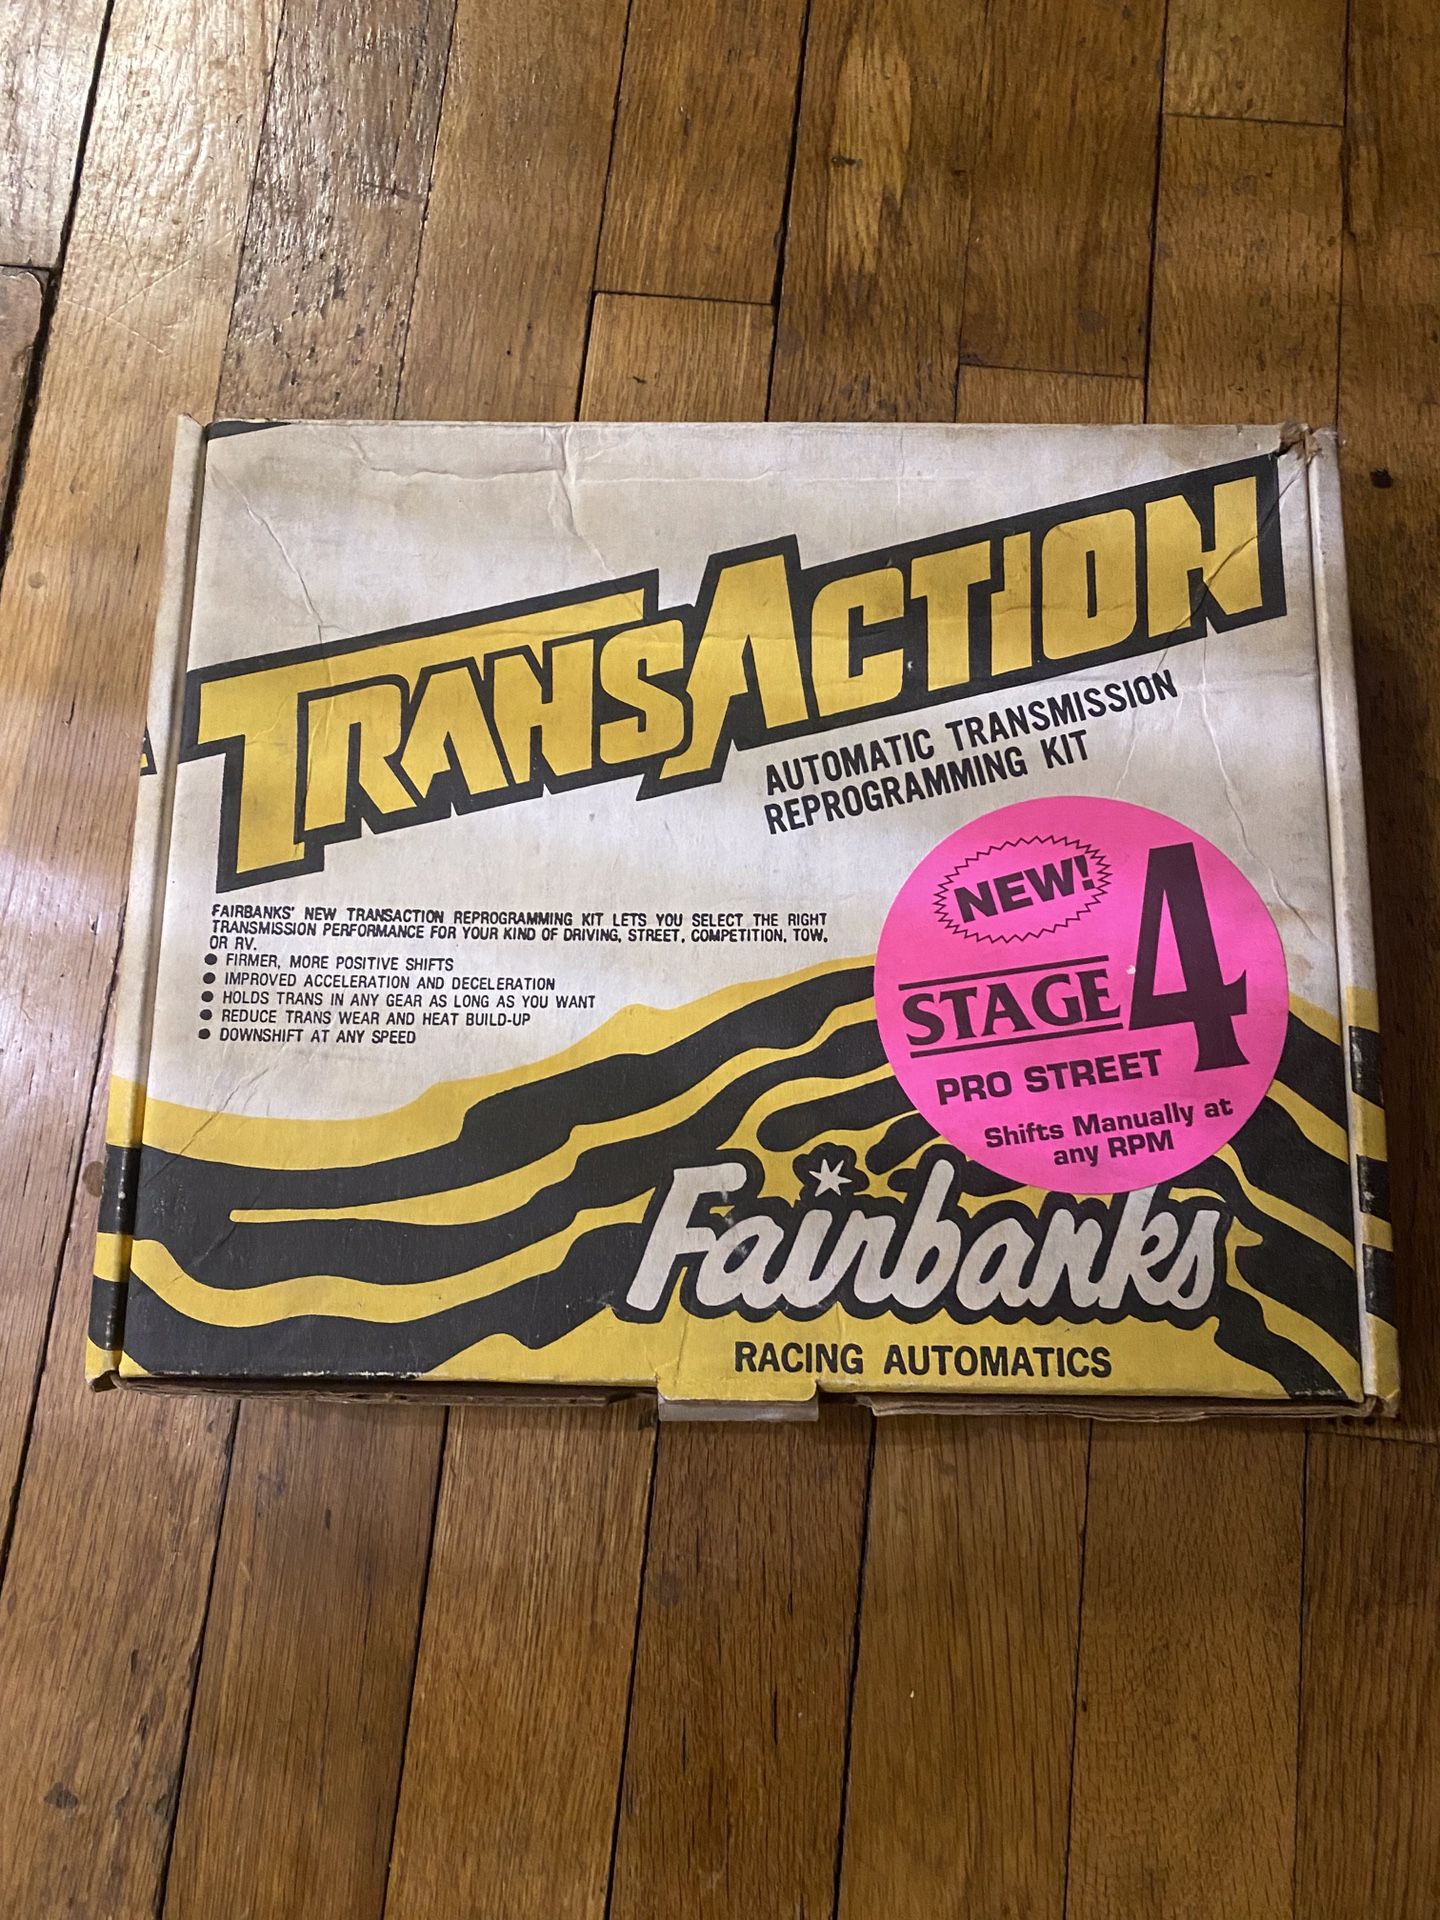 TRANSACTION
AUTOMATIC TRANSMISSION
REPROGRAMMING KIT
FAIRBANKS' NEW TRANSACTION REPROGRAMMING KIT LETS YOU SELECT THE RIGHT
TRANSMISSION PERFORMANCE FOR YOUR KIND OF DRIVING, STREET, COMPETITION, TOW,
OR RV.
● FIRMER, MORE POSITIVE SHIFTS
● IMPROVED ACCELERATION AND DECELERATION
● HOLDS TRANS IN ANY GEAR AS LONG AS YOU WANT
● REDUCE TRANS WEAR AND HEAT BUILD-UP
● DOWNSHIFT AT ANY SPEED
NEW!
STAGE 4
PRO STREET
Shifts Manually at
any RPM
Fairbanks
RACING AUTOMATICS